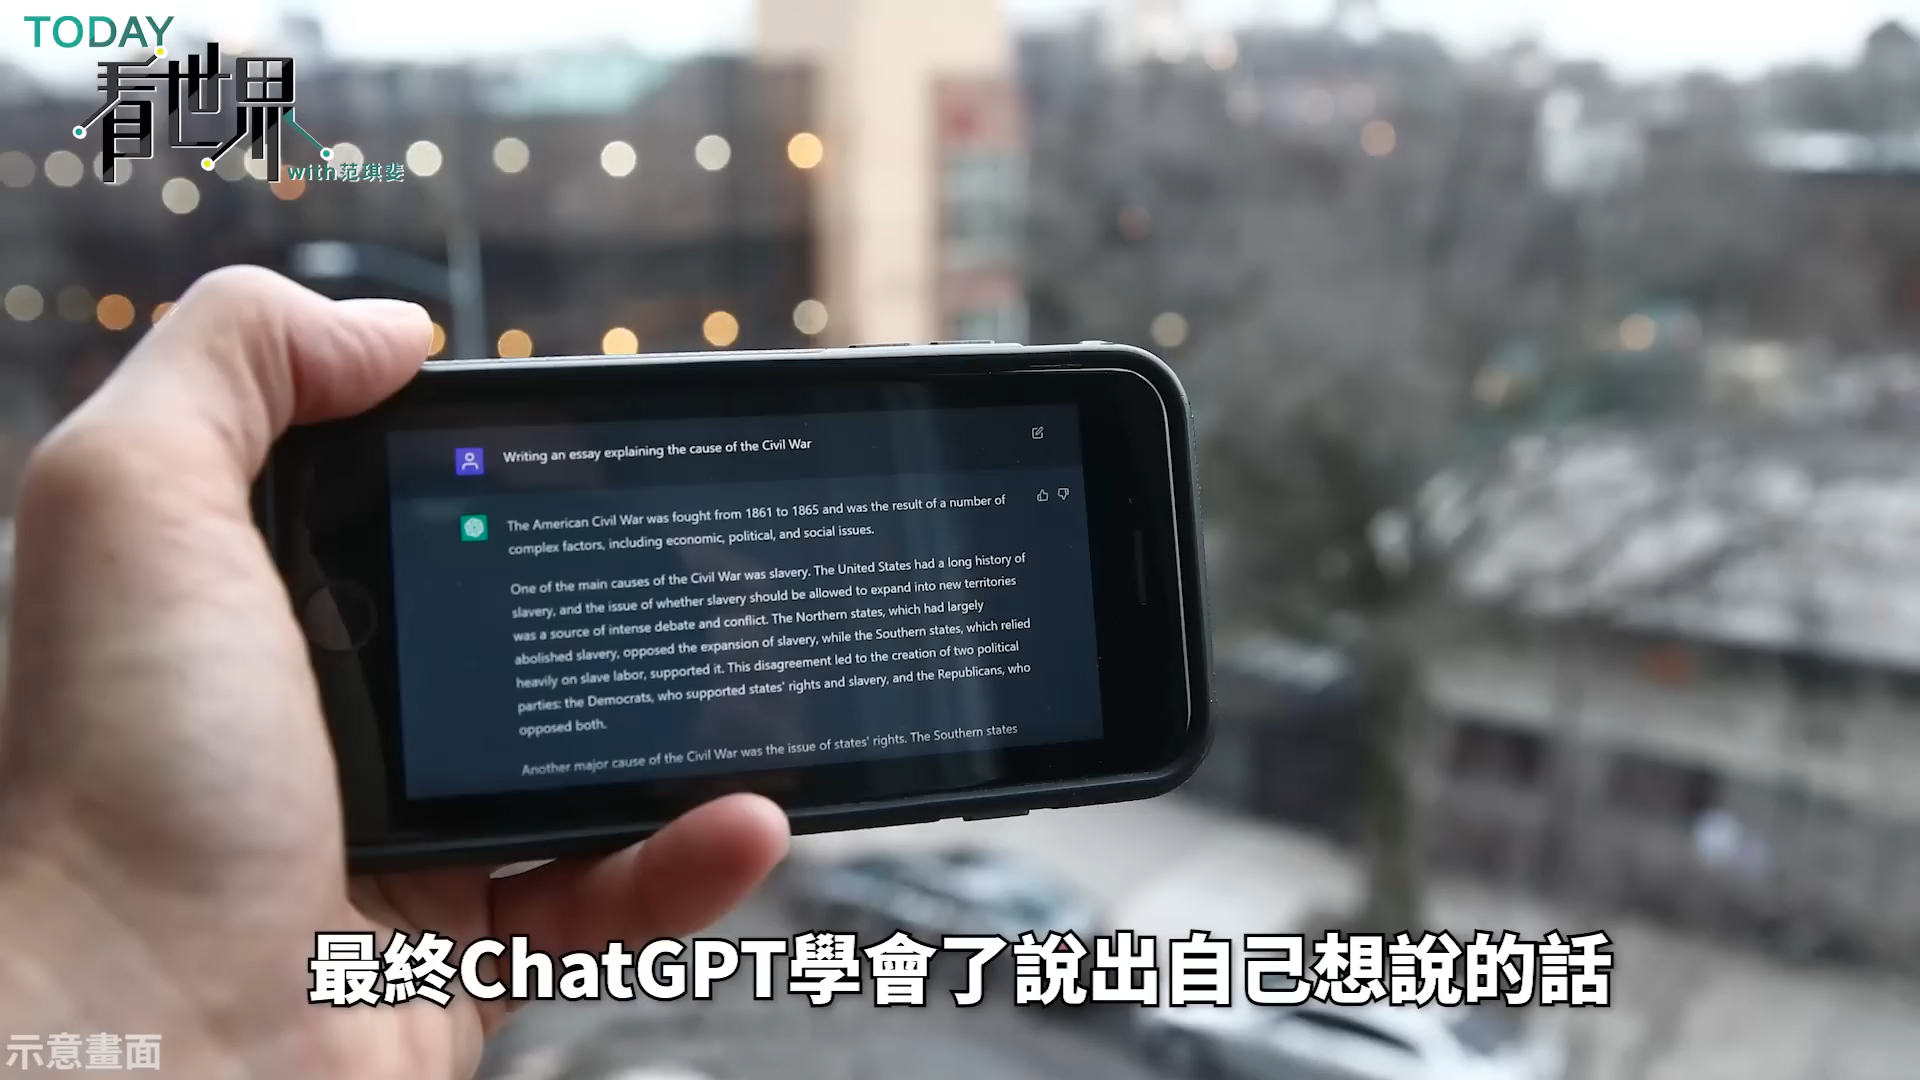 TODAY
看世界
with范琪斐
Writing an essay explaining the cause of the Civil War
The American Civil War was fought from 1861 to 1865 and was the result of a number of
complex factors, including economic, political, and social issues.
One of the main causes of the Civil War was slavery. The United States had a long history of
slavery, and the issue of whether slavery should be allowed to expand into new territories
was a source of intense debate and conflict. The Northern states, which had largely
abolished slavery, opposed the expansion of slavery, while the Southern states, which relied
heavily on slave labor, supported it. This disagreement led to the creation of two political
parties: the Democrats, who supported states' rights and slavery, and the Republicans, who
opposed both.
Another major cause of the Civil War was the issue of states' rights. The Southern states
最終ChatGPT學會了說出自己想說的話
示意畫面